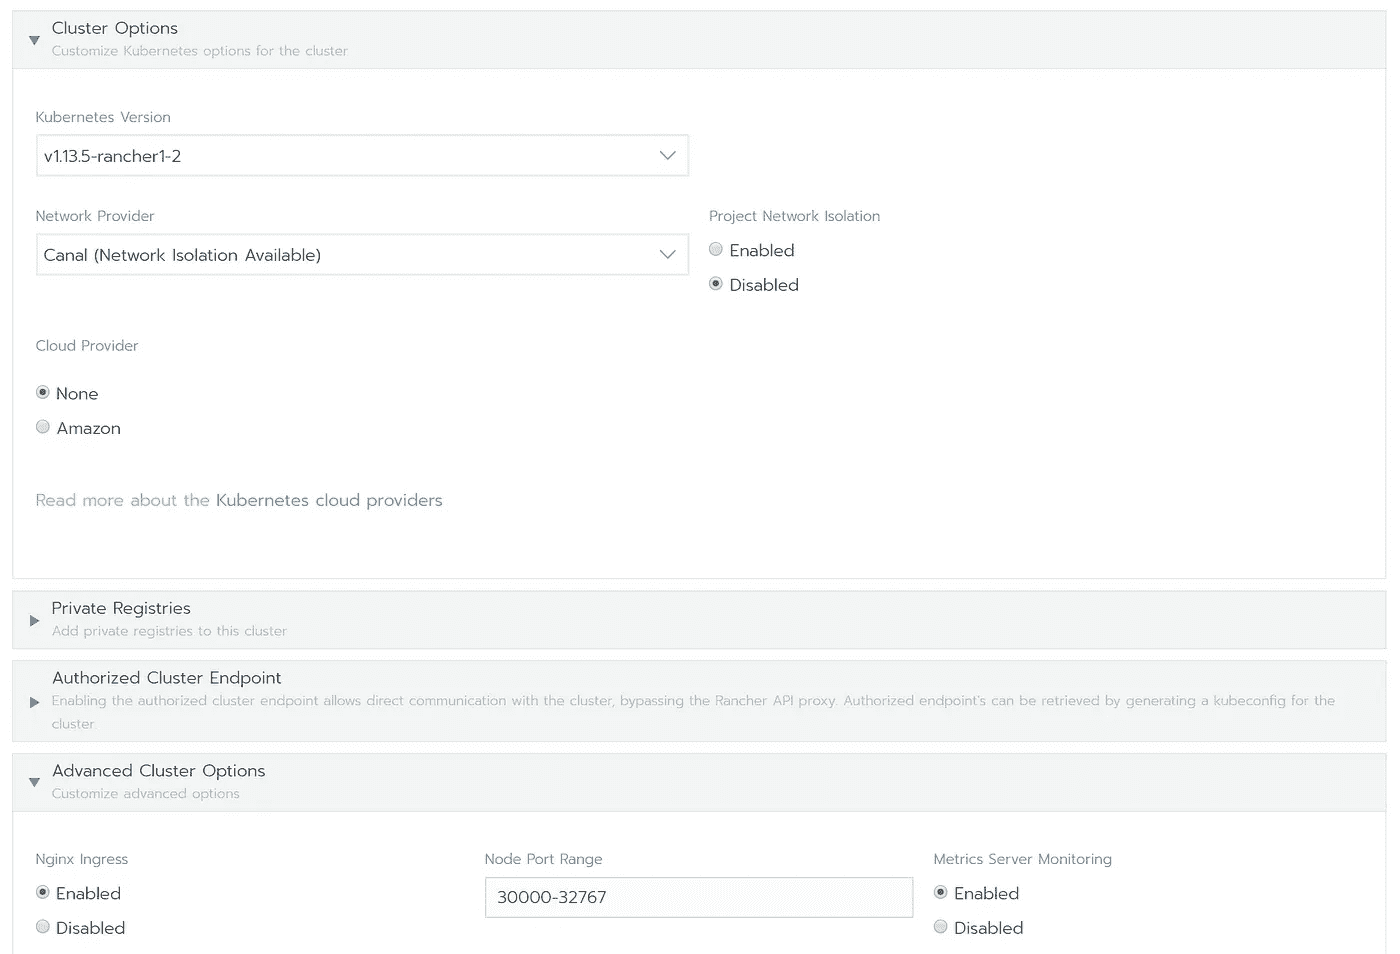 Cluster Options
Customize Kubernetes options for the cluster
Kubernetes Version
v1.13.5-rancher1-2
Network Provider
Canal (Network Isolation Available)
Project Network Isolation
Enabled
Disabled
Cloud Provider
None
Amazon
Read more about the Kubernetes cloud providers
Private Registries
Add private registries to this cluster
Authorized Cluster Endpoint
Enabling the authorized cluster endpoint allows direct communication with the cluster, bypassing the Rancher API proxy. Authorized endpoint's can be retrieved by generating a kubeconfig for the
cluster.
Advanced Cluster Options
Customize advanced options
Nginx Ingress
Enabled
Disabled
Node Port Range
30000-32767
Metrics Server Monitoring
Enabled
Disabled